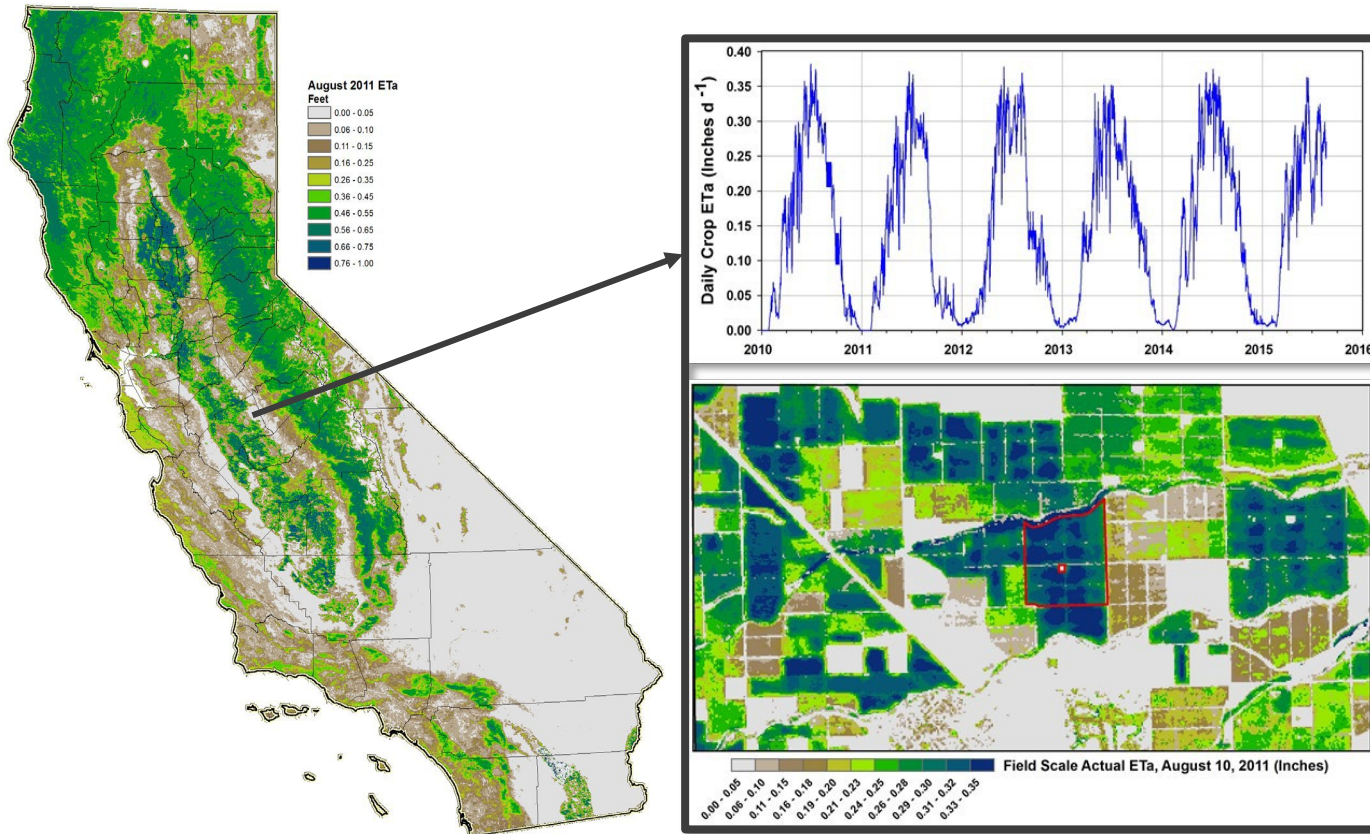 August 2011 ETa
Feet
0.00 - 0.05
0.06 - 0.10
0.11 - 0.15
0.16 - 0.25
0.26 - 0.35
0.36 - 0.45
0.46 - 0.55
0.56 - 0.65
0.66 - 0.75
0.76 - 1.00
Daily Crop ETa (Inches d -1)
0.40
0.35
0.30
0.25
0.20
0.15
0.10
0.05
0.00
2010 2011 2012 2013 2014 2015 2016
Field Scale Actual ETa, August 10, 2011 (Inches)
0.00 - 0.05
0.06 - 0.10
0.11 - 0.15
0.16 - 0.18
0.19 - 0.20
0.21 - 0.23
0.24 - 0.25
0.26 - 0.28
0.29 - 0.30
0.31 - 0.32
0.33 - 0.35